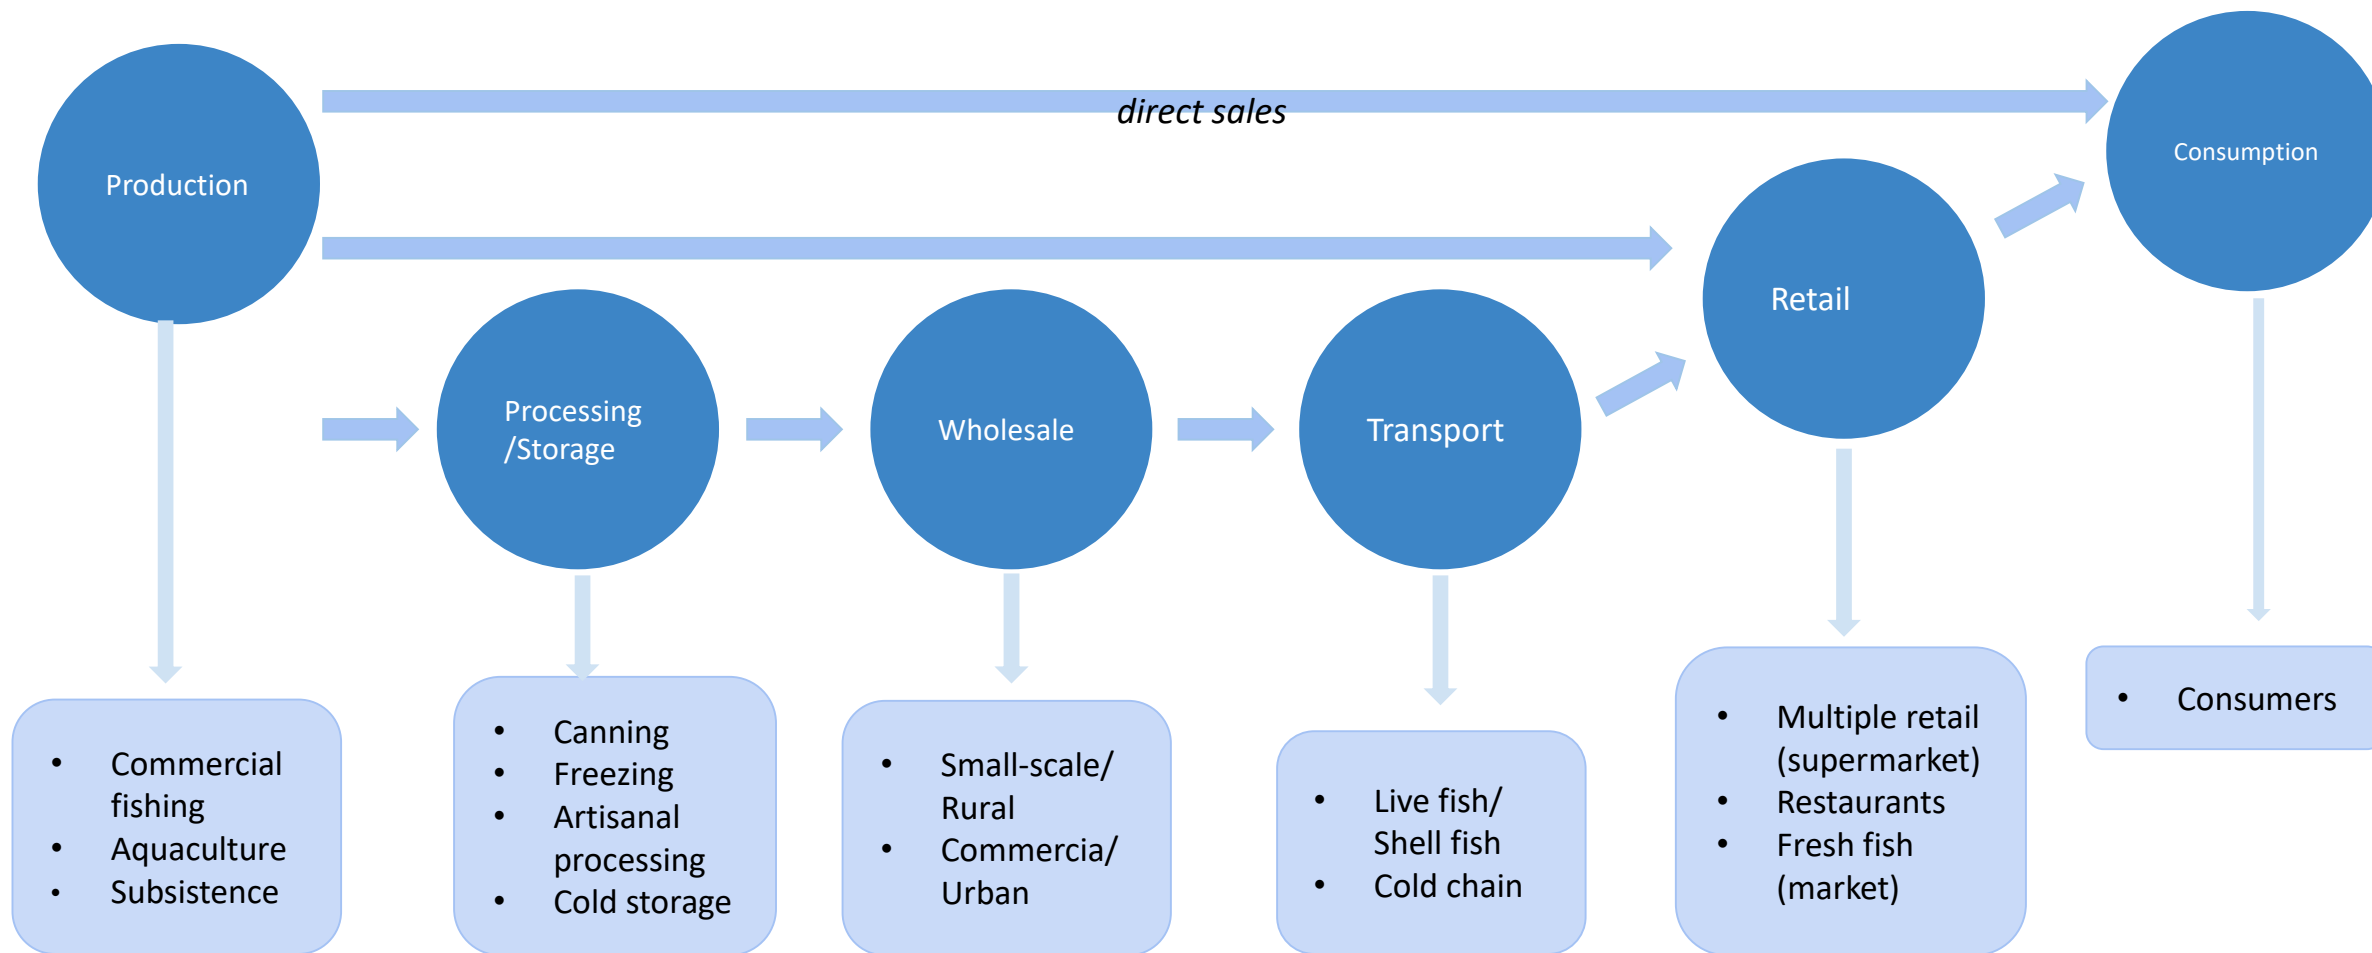 direct sales
Production
Consumption
Retail
Processing
/Storage
Wholesale
Transport
• Commercial
fishing
• Aquaculture
• Subsistence
• Canning
• Freezing
• Artisanal
processing
• Cold storage
• Small-scale/
Rural
• Commercia/
Urban
• Live fish/
Shell fish
• Cold chain
• Multiple retail
(supermarket)
• Restaurants
• Fresh fish
(market)
• Consumers